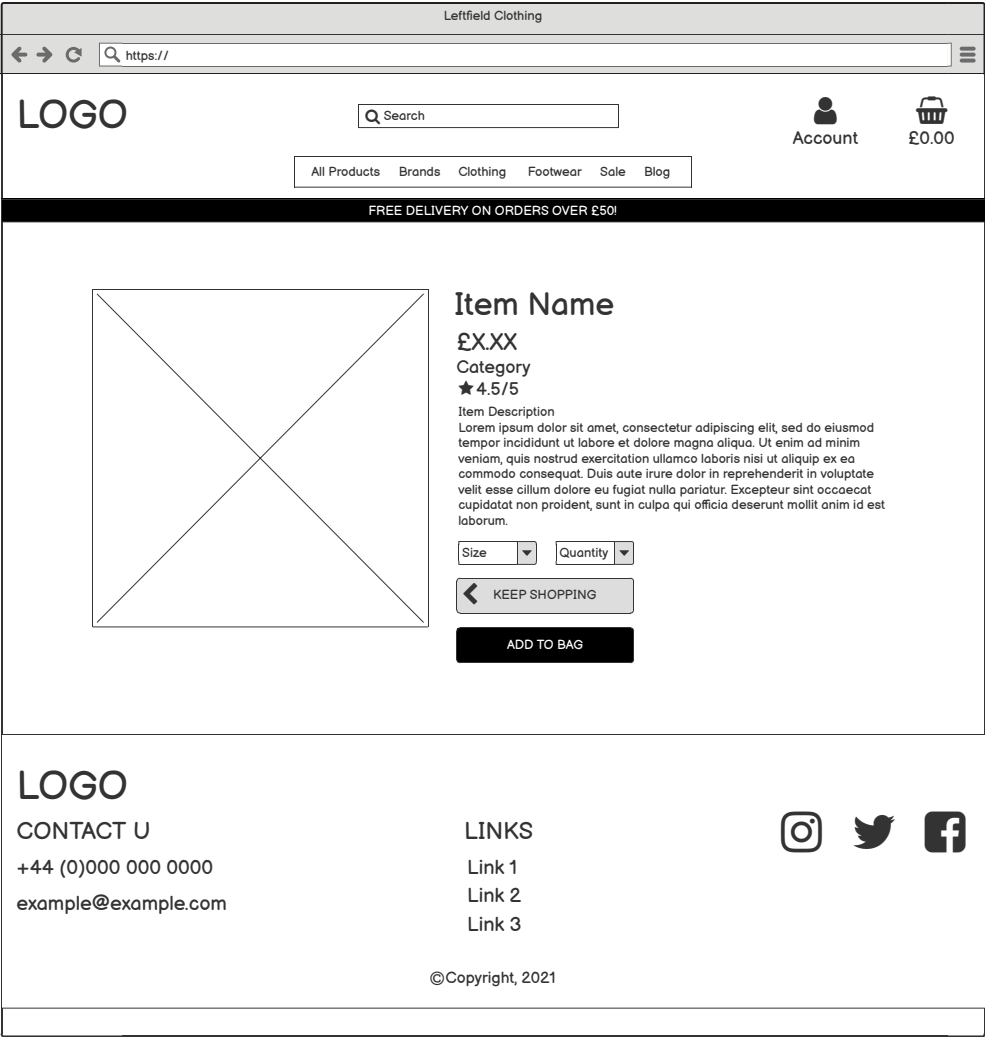 Leftfield Clothing
https://
LOGO
Search
Account
£0.00
All Products Brands Clothing Footwear Sale Blog
FREE DELIVERY ON ORDERS OVER £50!
Item Name
£X.XX
Category
4.5/5
Item Description
Lorem ipsum dolor sit amet, consectetur adipiscing elit, sed do eiusmod
tempor incididunt ut labore et dolore magna aliqua. Ut enim ad minim
veniam, quis nostrud exercitation ullamco laboris nisi ut aliquip ex ea
commodo consequat. Duis aute irure dolor in reprehenderit in voluptate
velit esse cillum dolore eu fugiat nulla pariatur. Excepteur sint occaecat
cupidatat non proident, sunt in culpa qui officia deserunt mollit anim id est
laborum.
Size Quantity
KEEP SHOPPING
ADD TO BAG
LOGO
CONTACT U
+44 (0)000 000 0000
example@example.com
LINKS
Link 1
Link 2
Link 3
©Copyright, 2021